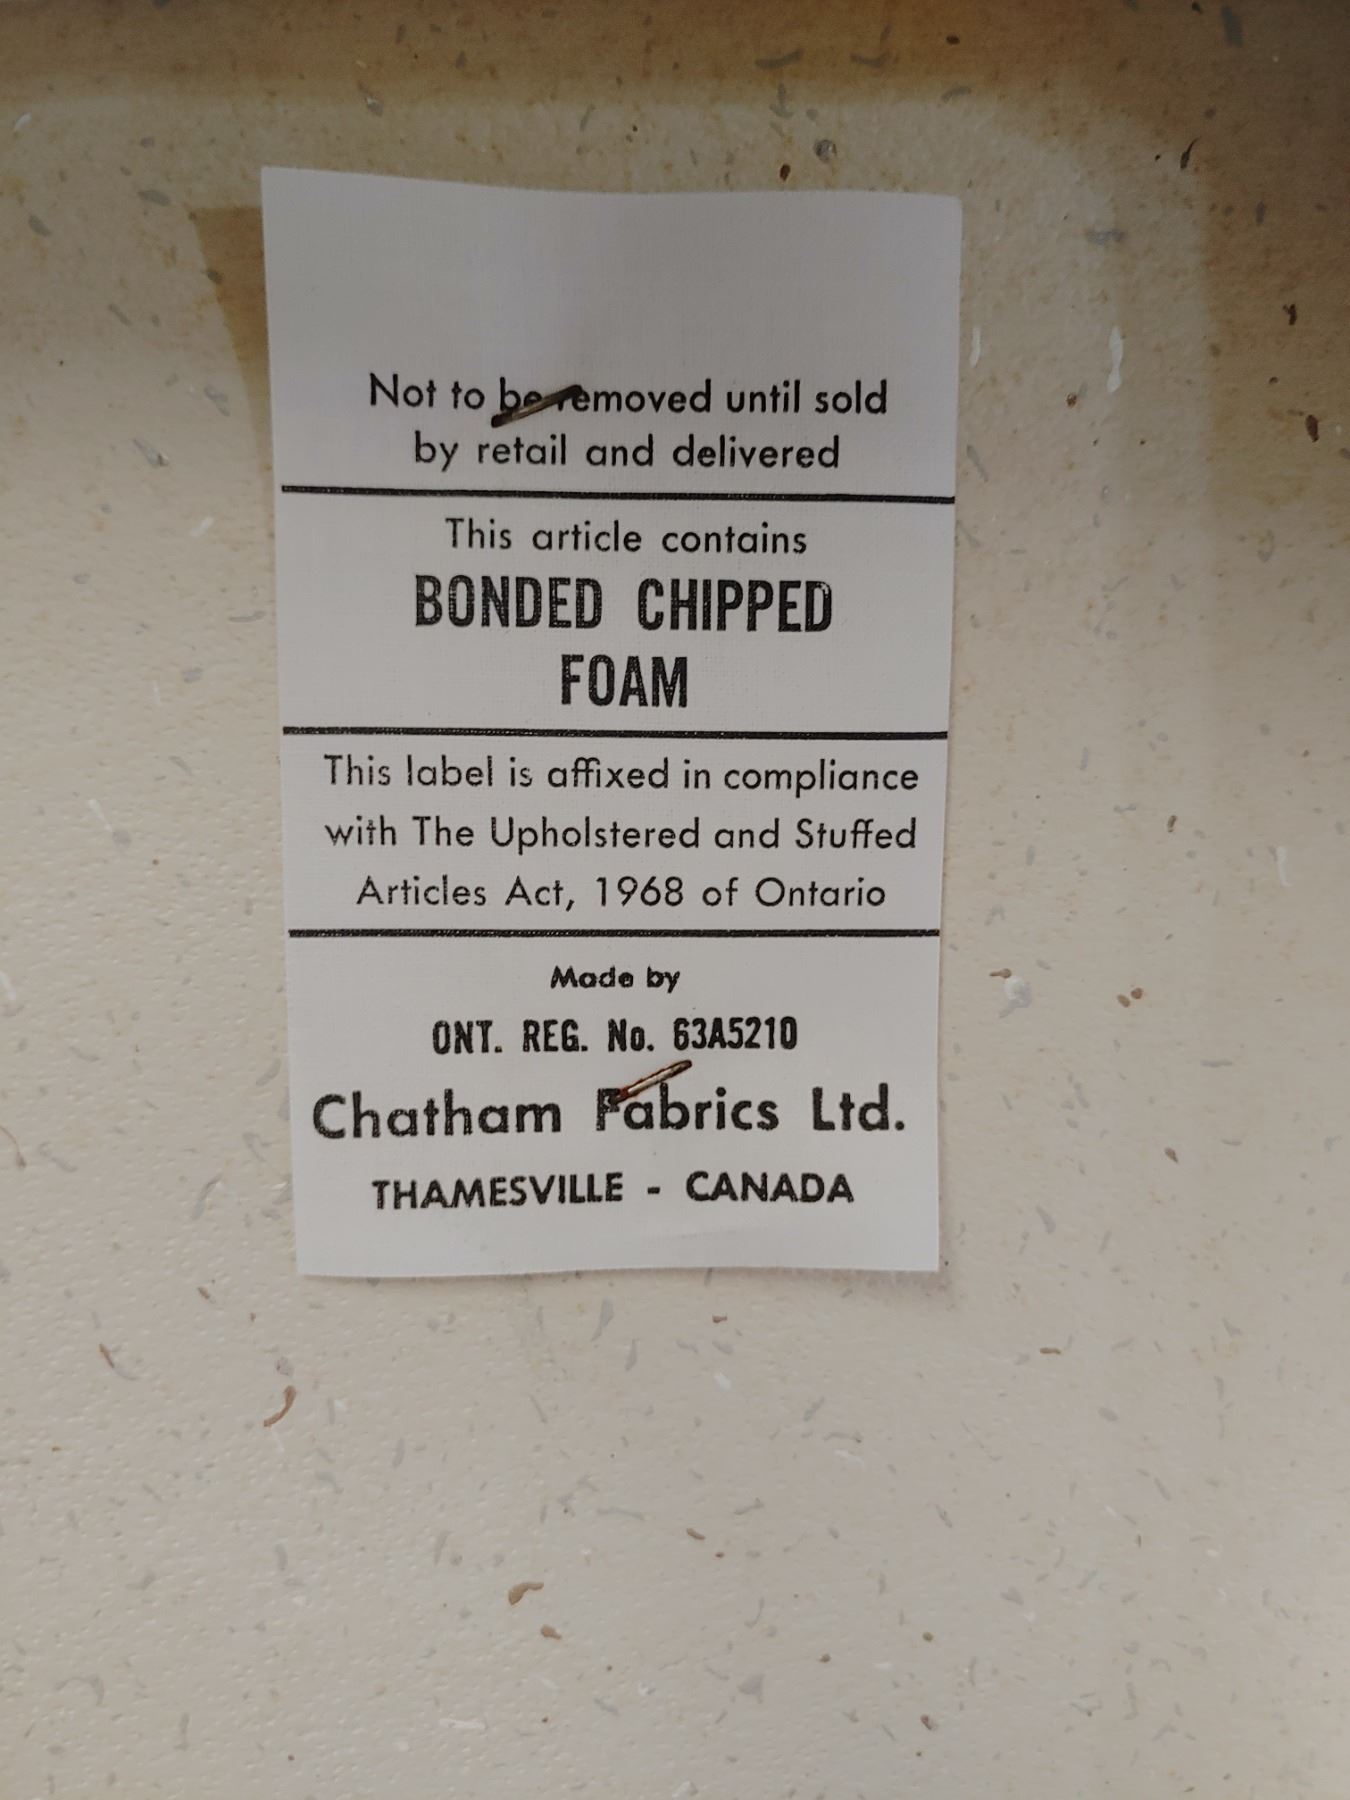 Not to be removed until sold
by retail and delivered
This article contains
BONDED CHIPPED
FOAM
This label is affixed in compliance
with The Upholstered and Stuffed
Articles Act, 1968 of Ontario
Made by
ONT. REG. No. 63A5210
Chatham Fabrics Ltd.
THAMESVILLE - CANADA